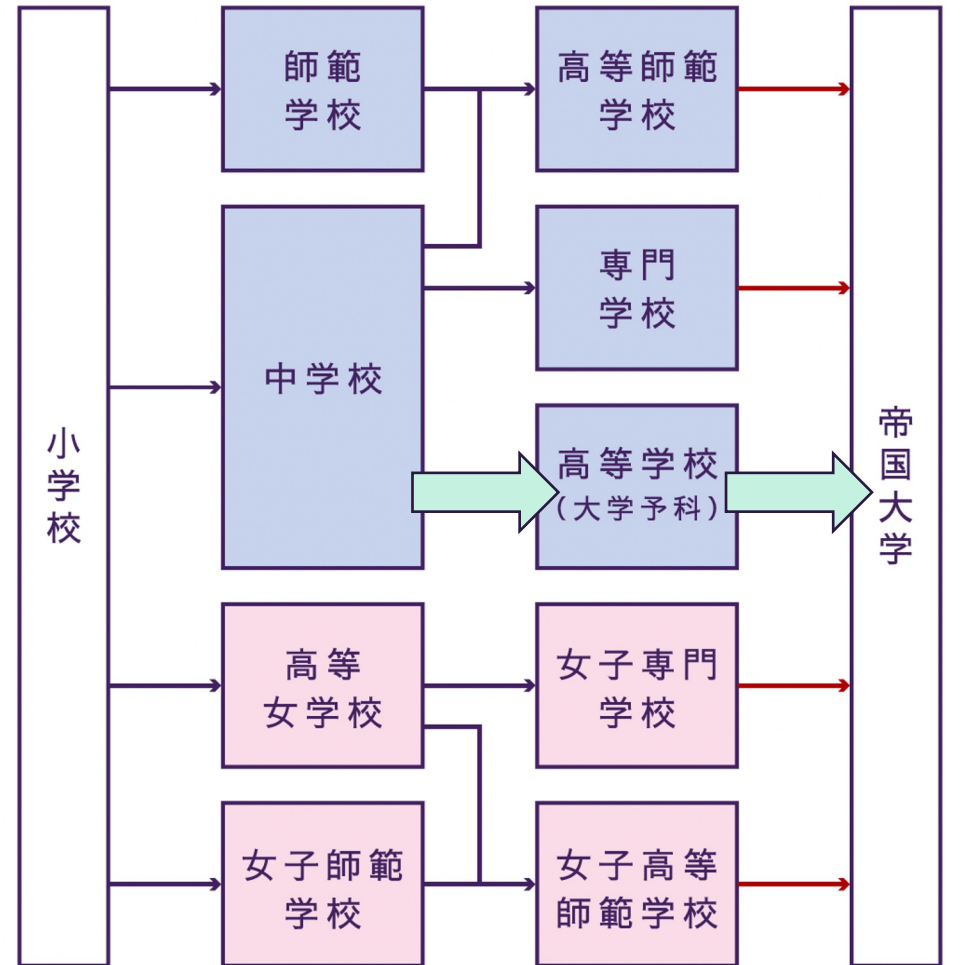 小学校
師範
学校
中学校
高等
女学校
女子師範
学校
高等師範
学校
専門
学校
高等学校
(大学予科)
女子専門
学校
女子高等
師範学校
帝国大学